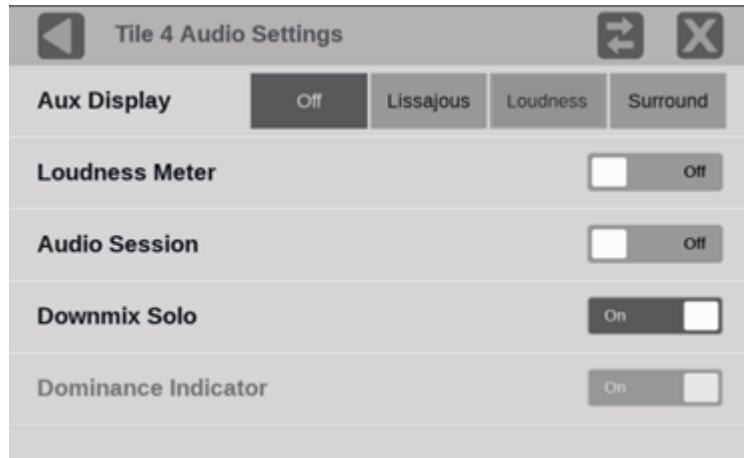 Tile 4 Audio Settings
Aux Display Off Lissajous Loudness Surround
Loudness Meter Off
Audio Session Off
Downmix Solo On
Dominance Indicator On